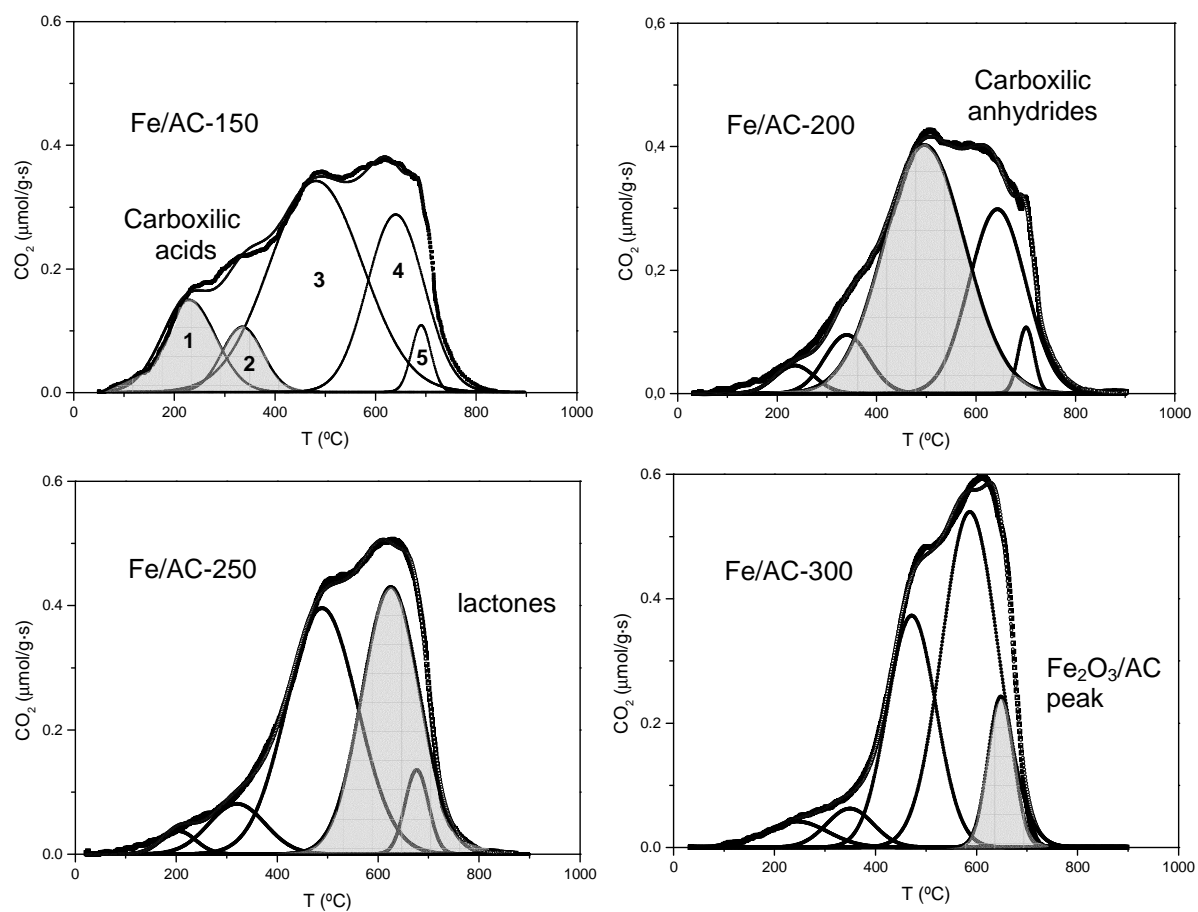 0.6
0.4
0.2
0.0
CO₂ (μmol/g·s)
Fe/AC-150
Carboxilic
acids
1
2
3
4
5
200 400 600 800 1000
T (ºC)
0,6
0,4
0,2
0,0
CO₂ (μmol/g·s)
Fe/AC-200
Carboxilic
anhydrides
0 200 400 600 800 1000
T (ºC)
0.6
0.4
0.2
0.0
CO₂ (μmol/g·s)
Fe/AC-250
lactones
0 200 400 600 800 1000
T (ºC)
0.6
0.4
0.2
0.0
CO₂ (μmol/g·s)
Fe/AC-300
Fe₂O₃/AC
peak
0 200 400 600 800 1000
T (ºC)